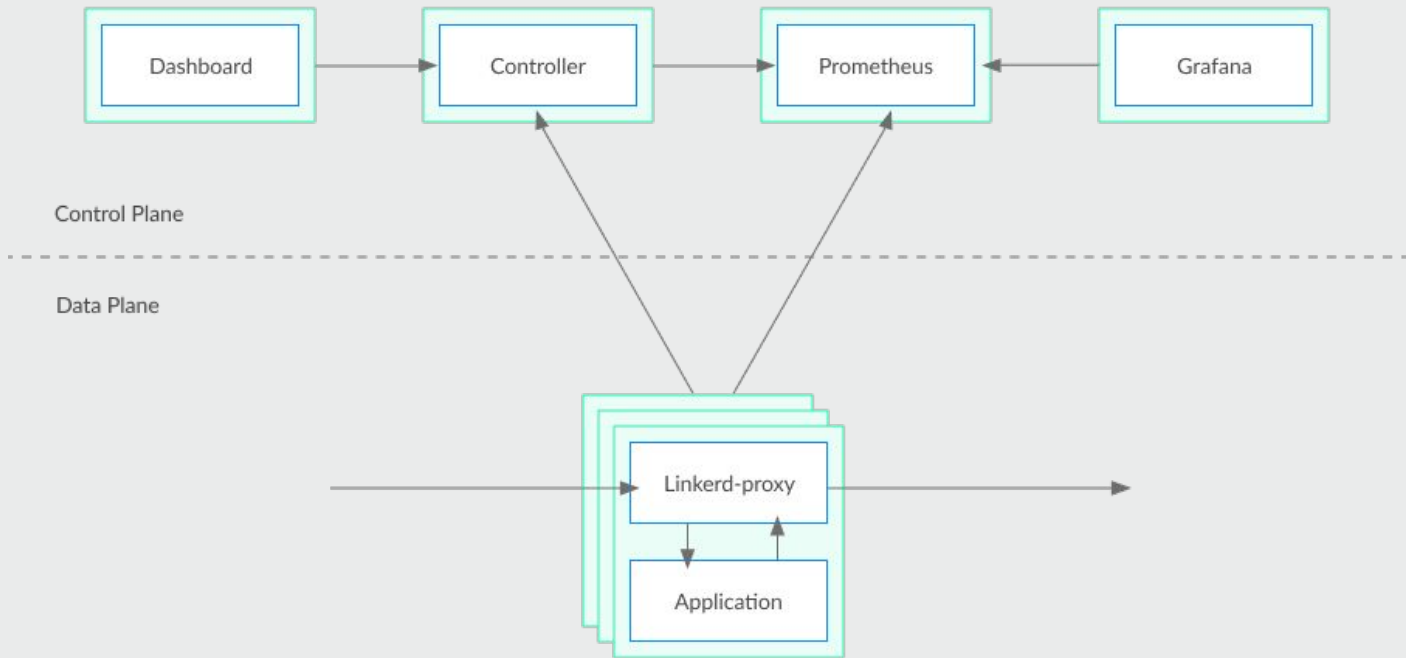 Dashboard
Controller
Prometheus
Grafana
Control Plane
Data Plane
Linkerd-proxy
Application